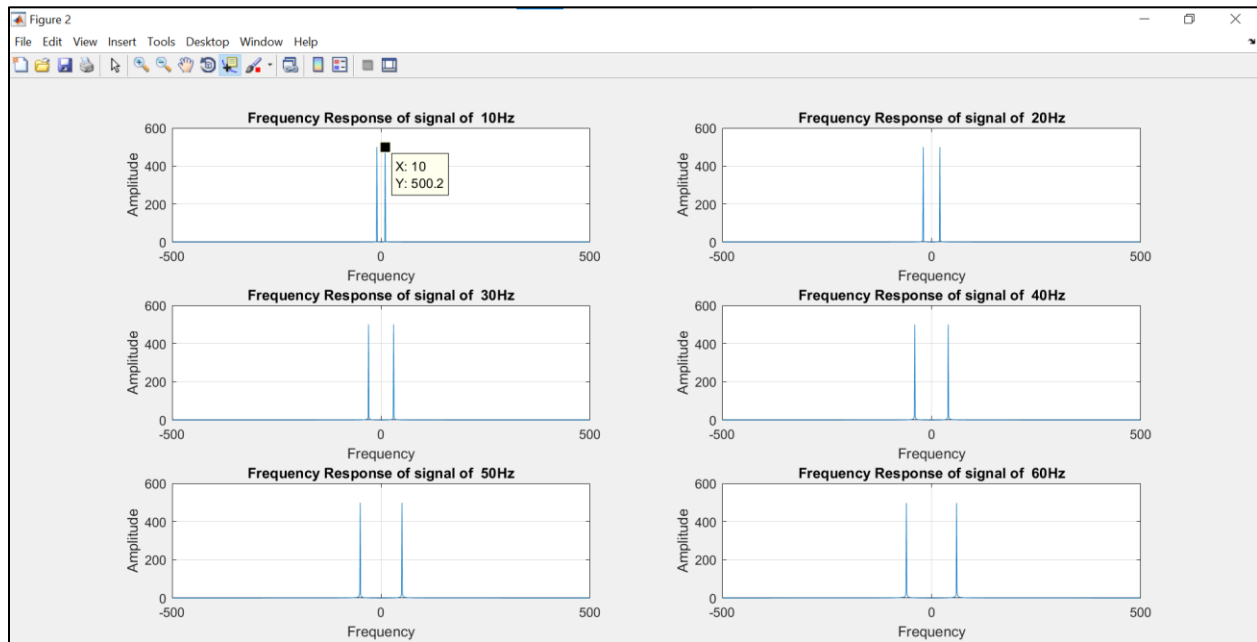 Figure 2
File Edit View Insert Tools Desktop Window Help
Frequency Response of signal of  10Hz
600
400
200
0
Amplitude
X: 10
Y: 500.2
-500
0
500
Frequency
Frequency Response of signal of  20Hz
600
400
200
0
Amplitude
-500
0
500
Frequency
Frequency Response of signal of  30Hz
600
400
200
0
Amplitude
-500
0
500
Frequency
Frequency Response of signal of  40Hz
600
400
200
0
Amplitude
-500
0
500
Frequency
Frequency Response of signal of  50Hz
600
400
200
0
Amplitude
-500
0
500
Frequency
Frequency Response of signal of  60Hz
600
400
200
0
Amplitude
-500
0
500
Frequency